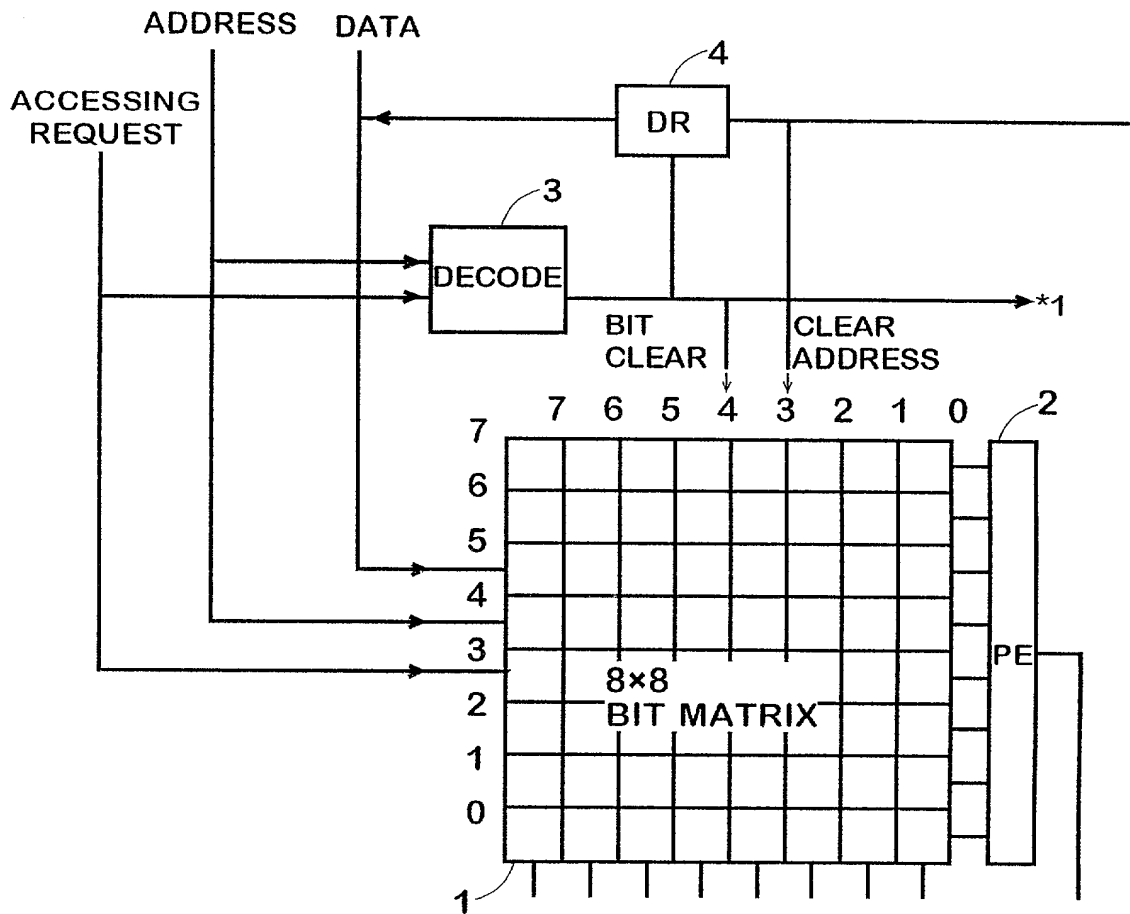 ADDRESS DATA
4
ACCESSING
REQUEST
DR
3
DECODE
*1
BIT
CLEAR
CLEAR
ADDRESS
7 6 5 4 3 2 1 0
2
7
6
5
4
3
2
1
0
PE
8×8
BIT MATRIX
1